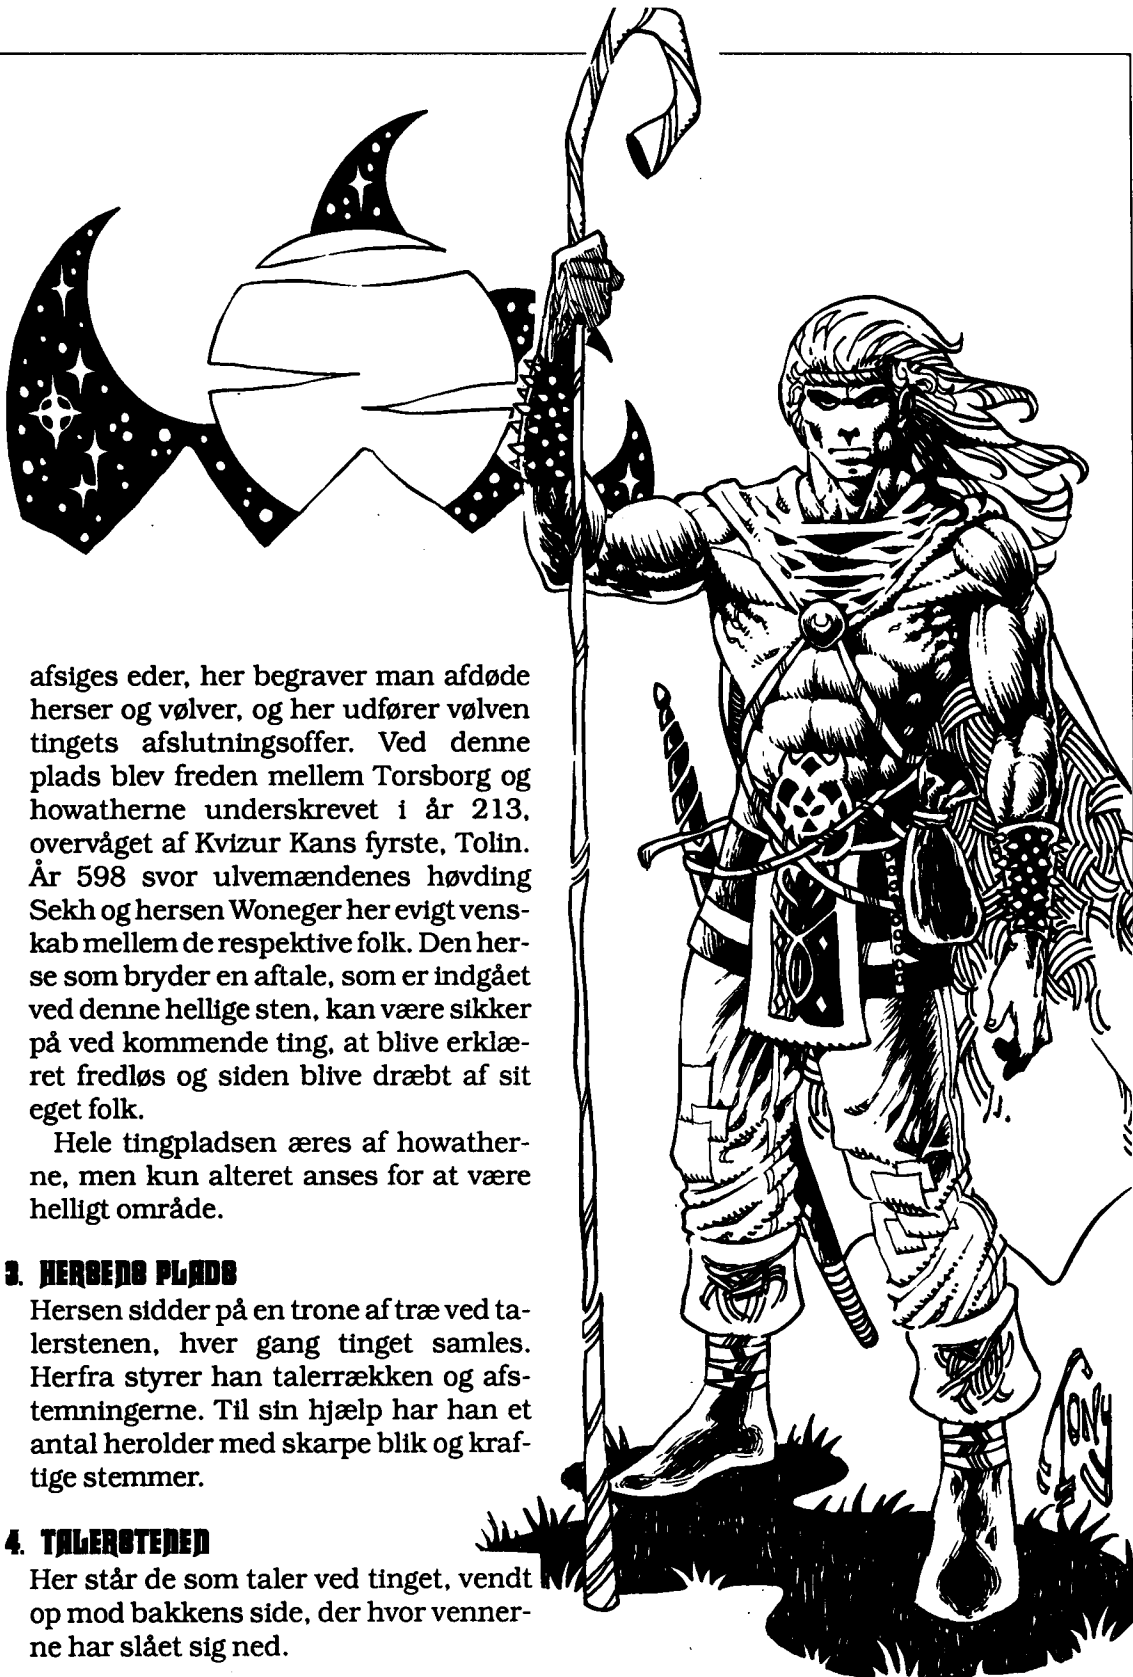 afsiges eder, her begraver man afdøde
herser og vølver, og her udfører vølven
tingets afslutningsoffer. Ved denne
plads blev freden mellem Torsborg og
howatherne underskrevet i år 213,
overvåget af Kvizur Kans fyrste, Tolin.
År 598 svor ulvemændenes høvding
Sekh og hersen Woneger her evigt vens-
kab mellem de respektive folk. Den her-
se som bryder en aftale, som er indgået
ved denne hellige sten, kan være sikker
på ved kommende ting, at blive erklæ-
ret fredløs og siden blive dræbt af sit
eget folk.
Hele tingpladsen æres af howather-
ne, men kun alteret anses for at være
helligt område.
3. HERSENS PLADS
Hersen sidder på en trone af træ ved ta-
lerstenen, hver gang tinget samles.
Herfra styrer han talerrækken og afs-
temningerne. Til sin hjælp har han et
antal herolder med skarpe blik og kraf-
tige stemmer.
4. TALERSTENEN
Her står de som taler ved tinget, vendt
op mod bakkens side, der hvor venner-
ne har slået sig ned.
TONY